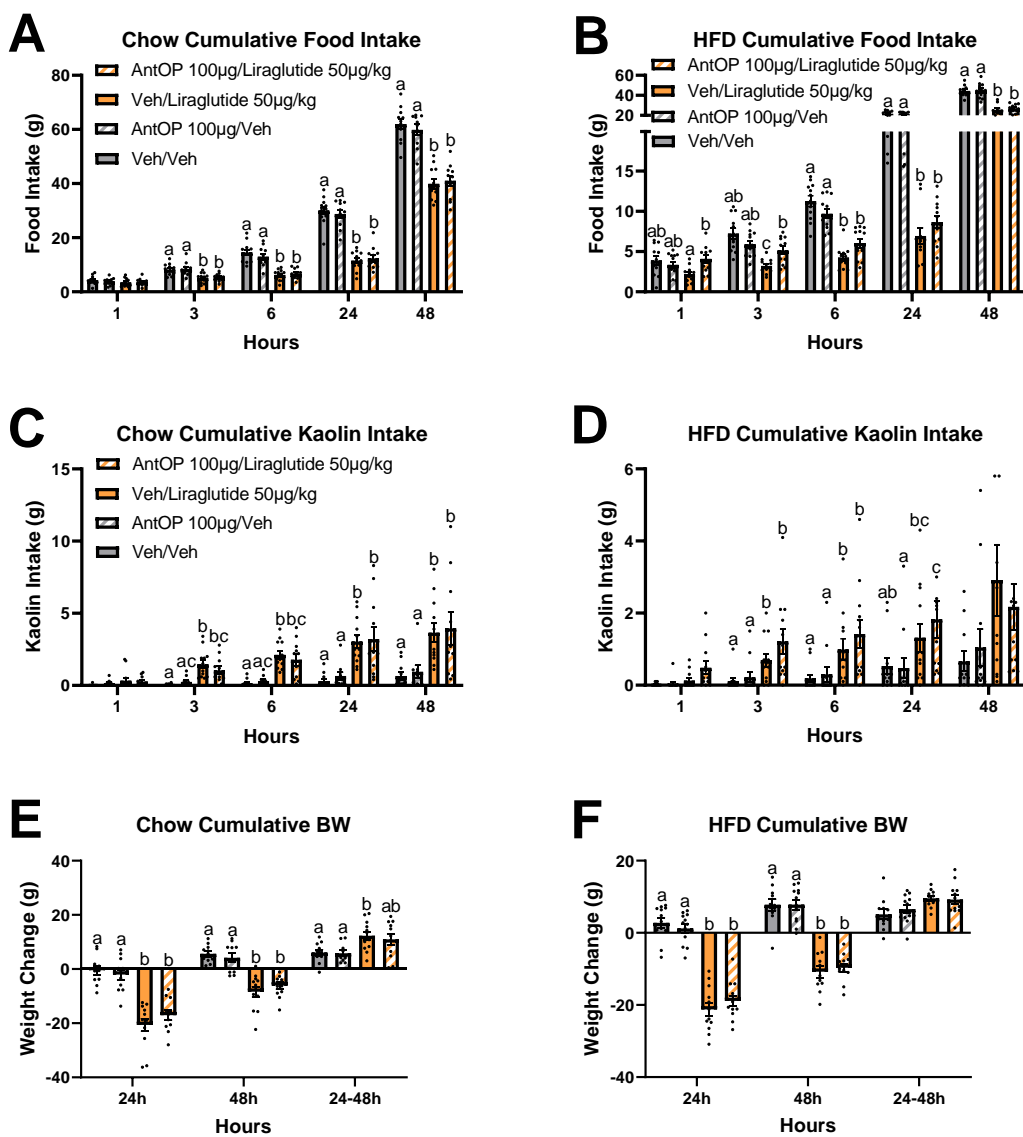 A
Chow Cumulative Food Intake
AntOP 100µg/Liraglutide 50µg/kg
Veh/Liraglutide 50µg/kg
AntOP 100µg/Veh
Veh/Veh
Food Intake (g)
80
60
40
20
0
a a b b
a a b b
a a b b
a a b b
1 3 6 24 48
Hours
B
HFD Cumulative Food Intake
AntOP 100µg/Liraglutide 50µg/kg
Veh/Liraglutide 50µg/kg
AntOP 100µg/Veh
Veh/Veh
Food Intake (g)
60
40
20
15
10
5
0
ab ab a b
ab ab c b
a a b b
a a b b
a a b b
1 3 6 24 48
Hours
C
Chow Cumulative Kaolin Intake
AntOP 100µg/Liraglutide 50µg/kg
Veh/Liraglutide 50µg/kg
AntOP 100µg/Veh
Veh/Veh
Kaolin Intake (g)
15
10
5
0
a ac b bc
a ac b bc
a a b b
a a b b
1 3 6 24 48
Hours
D
HFD Cumulative Kaolin Intake
Kaolin Intake (g)
6
4
2
0
a a b b
a a b b
ab a bc c
1 3 6 24 48
Hours
E
Chow Cumulative BW
Weight Change (g)
40
20
0
-20
-40
a a b b
a a b b
a a b ab
24h 48h 24-48h
Hours
F
HFD Cumulative BW
Weight Change (g)
20
0
-20
-40
a a b b
a a b b
24h 48h 24-48h
Hours